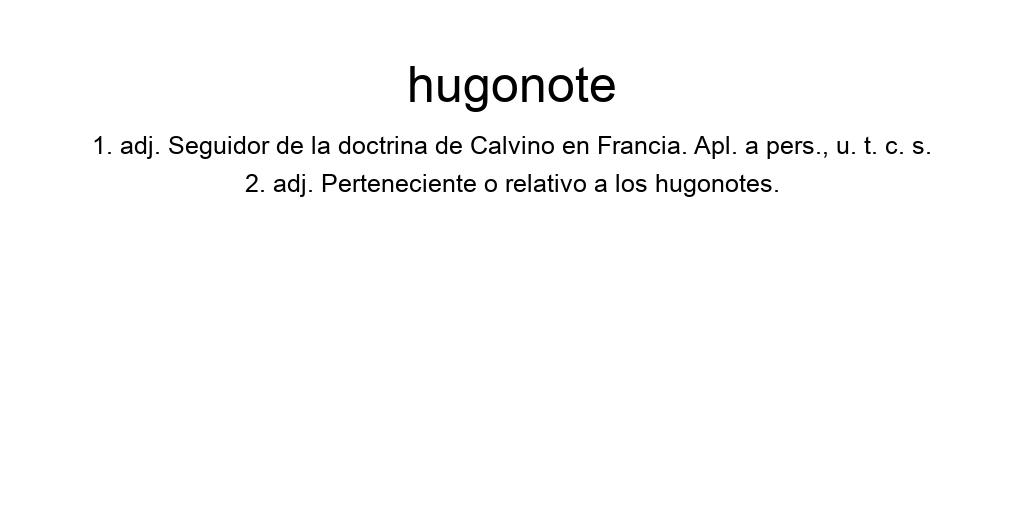 hugonote
1. adj. Seguidor de la doctrina de Calvino en Francia. Apl. a pers., u. t. c. s.
2. adj. Perteneciente o relativo a los hugonotes.